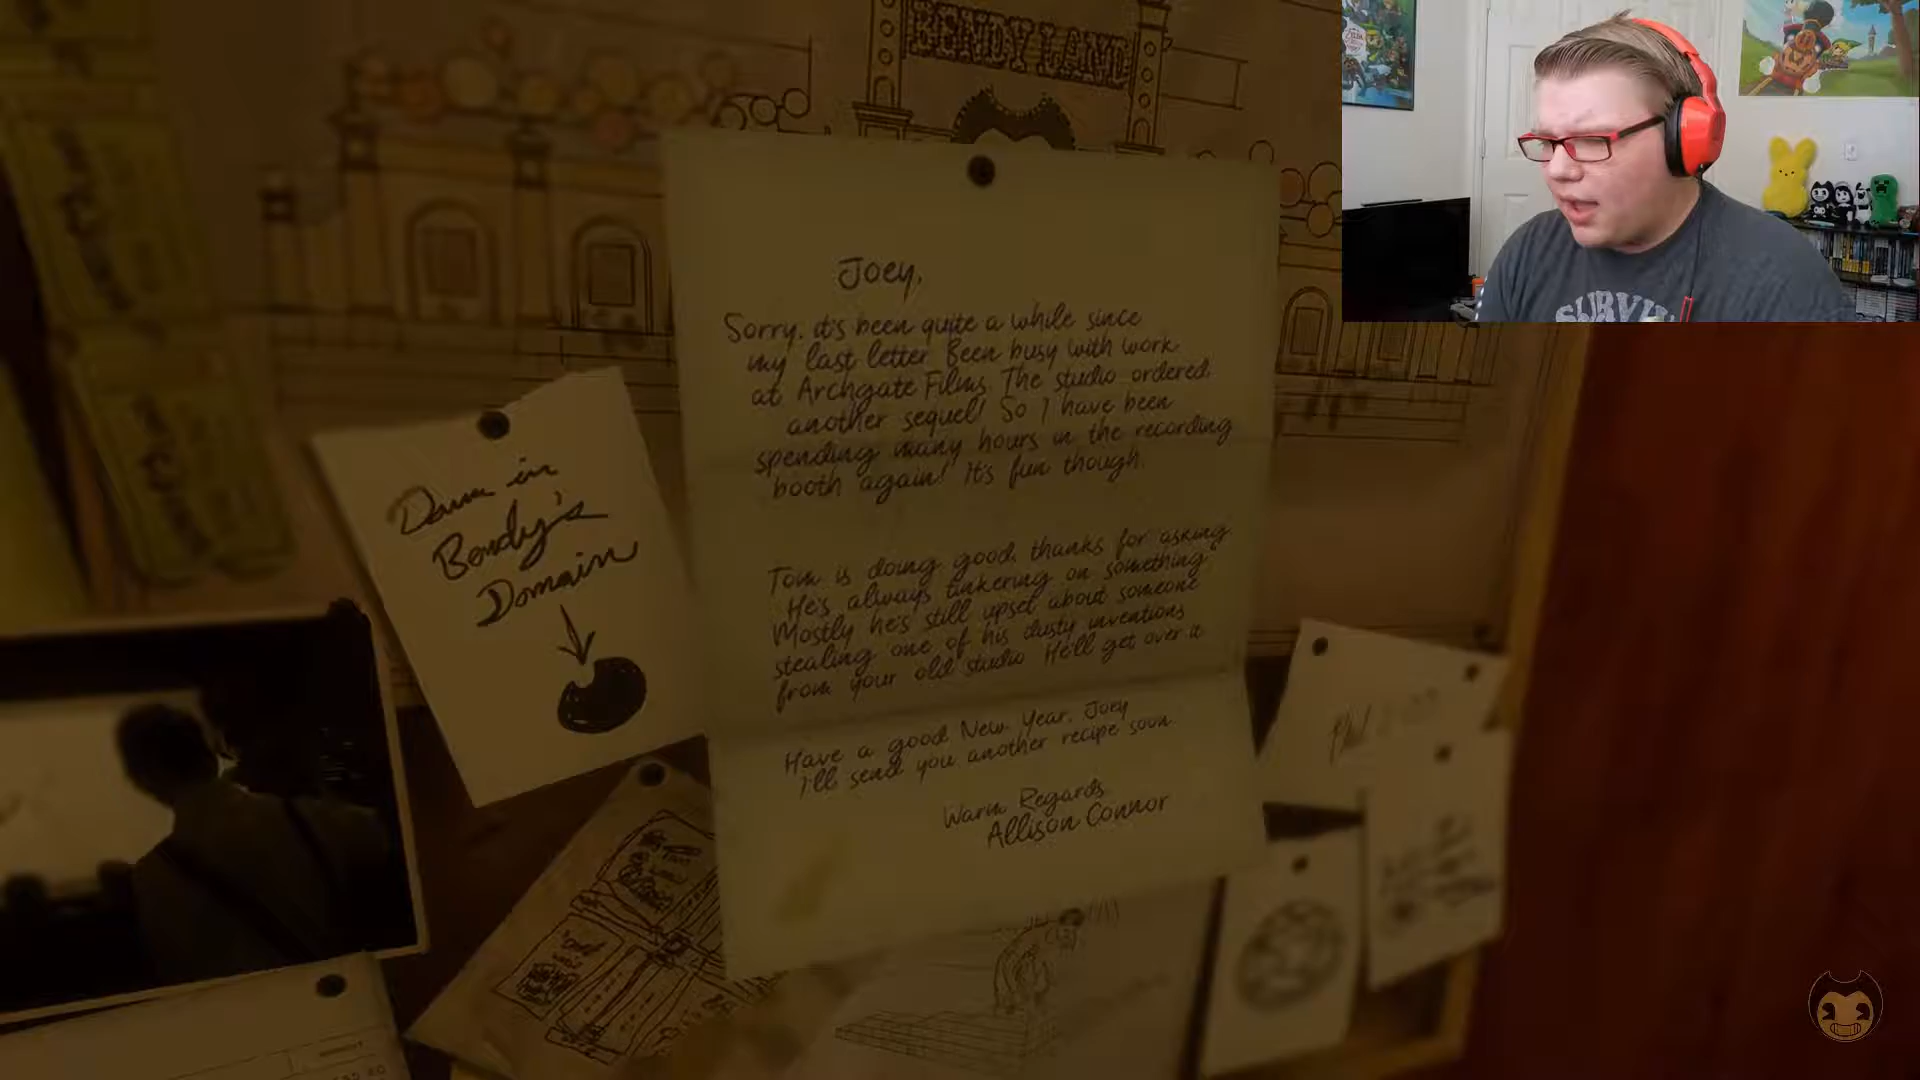 BENDY LAND
Joey,
Sorry, it's been quite a while since
my last letter. Been busy with work
at Archgate Films. The studio ordered
another sequel! So I have been
spending many hours in the recording
booth again! It's fun though.
Tom is doing good, thanks for asking.
He's always tinkering on something
Mostly he's still upset about someone
stealing one of his dusty inventions
from your old studio. He'll get over it
Have a good New Year, Joey
I'll send you another recipe soon.
Warm Regards
Allison Connor
Down in
Bendy's
Domain
SURVIV